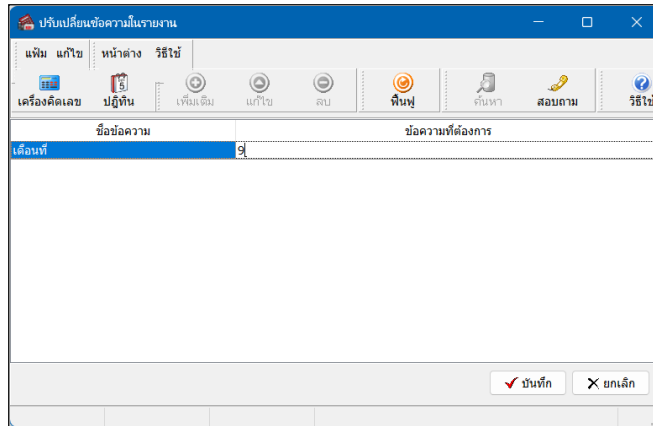 ปรับเปลี่ยนข้อความในรายงาน
แฟ้ม แก้ไข หน้าต่าง วิธีใช้
เครื่องคิดเลข ปฏิทิน เพิ่มเติม แก้ไข ลบ ฟื้นฟู ค้นหา สอบถาม วิธีใช้
ชื่อข้อความ ข้อความที่ต้องการ
เดือนที่ 9
บันทึก ยกเลิก